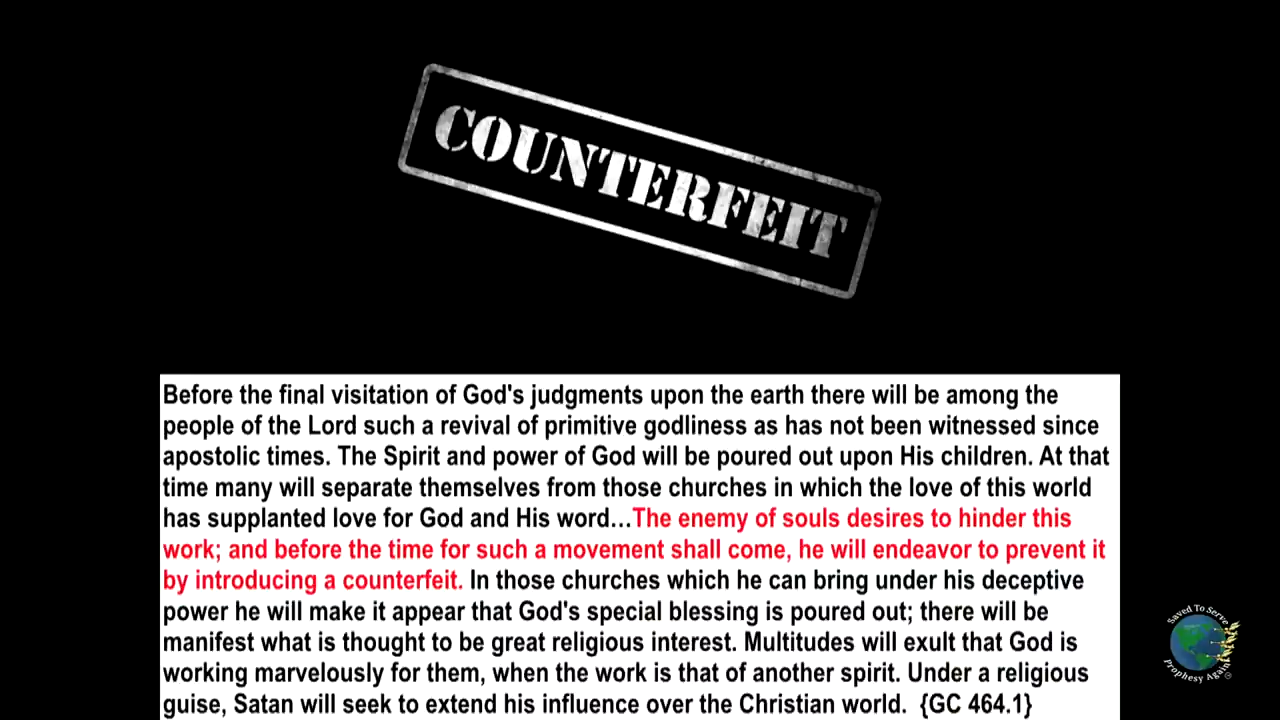 COUNTERFEIT
Before the final visitation of God's judgments upon the earth there will be among the
people of the Lord such a revival of primitive godliness as has not been witnessed since
apostolic times. The Spirit and power of God will be poured out upon His children. At that
time many will separate themselves from those churches in which the love of this world
has supplanted love for God and His word...The enemy of souls desires to hinder this
work; and before the time for such a movement shall come, he will endeavor to prevent it
by introducing a counterfeit. In those churches which he can bring under his deceptive
power he will make it appear that God's special blessing is poured out; there will be
manifest what is thought to be great religious interest. Multitudes will exult that God is
working marvelously for them, when the work is that of another spirit. Under a religious
guise, Satan will seek to extend his influence over the Christian world.  {GC 464.1}
Saved To Serve
Prophesy Again